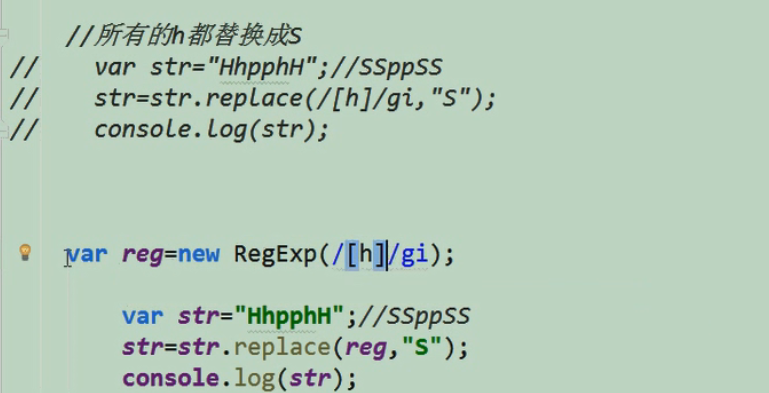 //所有的h都替换成S
// var str="HhpphH";//SSppSS
// str=str.replace(/[h]/gi,"S");
// console.log(str);
var reg=new RegExp(/[h]/gi);
var str="HhpphH";//SSppSS
str=str.replace(reg,"S");
console.log(str);